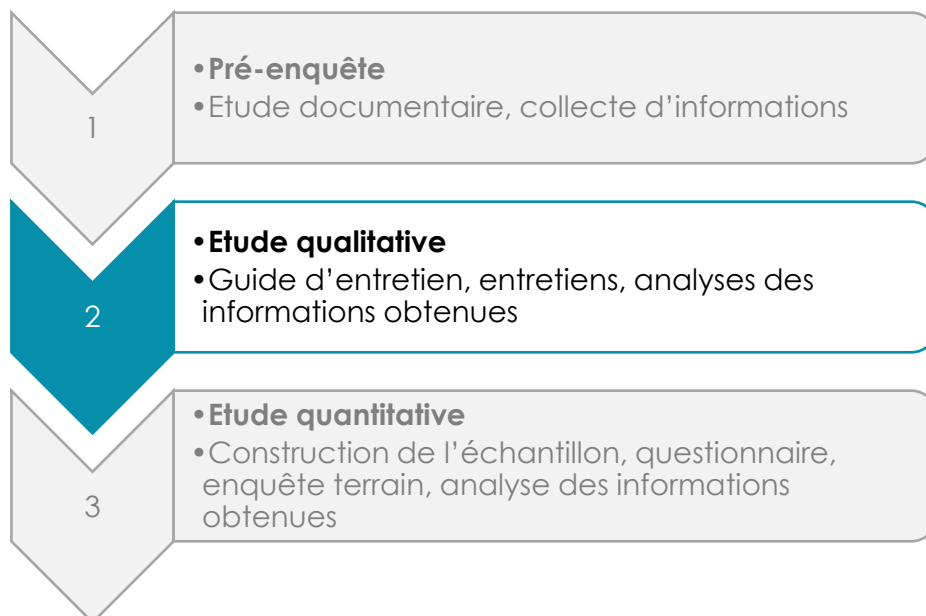 1
•Pré-enquête
•Etude documentaire, collecte d’informations
2
•Etude qualitative
•Guide d’entretien, entretiens, analyses des
informations obtenues
3
•Etude quantitative
•Construction de l’échantillon, questionnaire,
enquête terrain, analyse des informations
obtenues